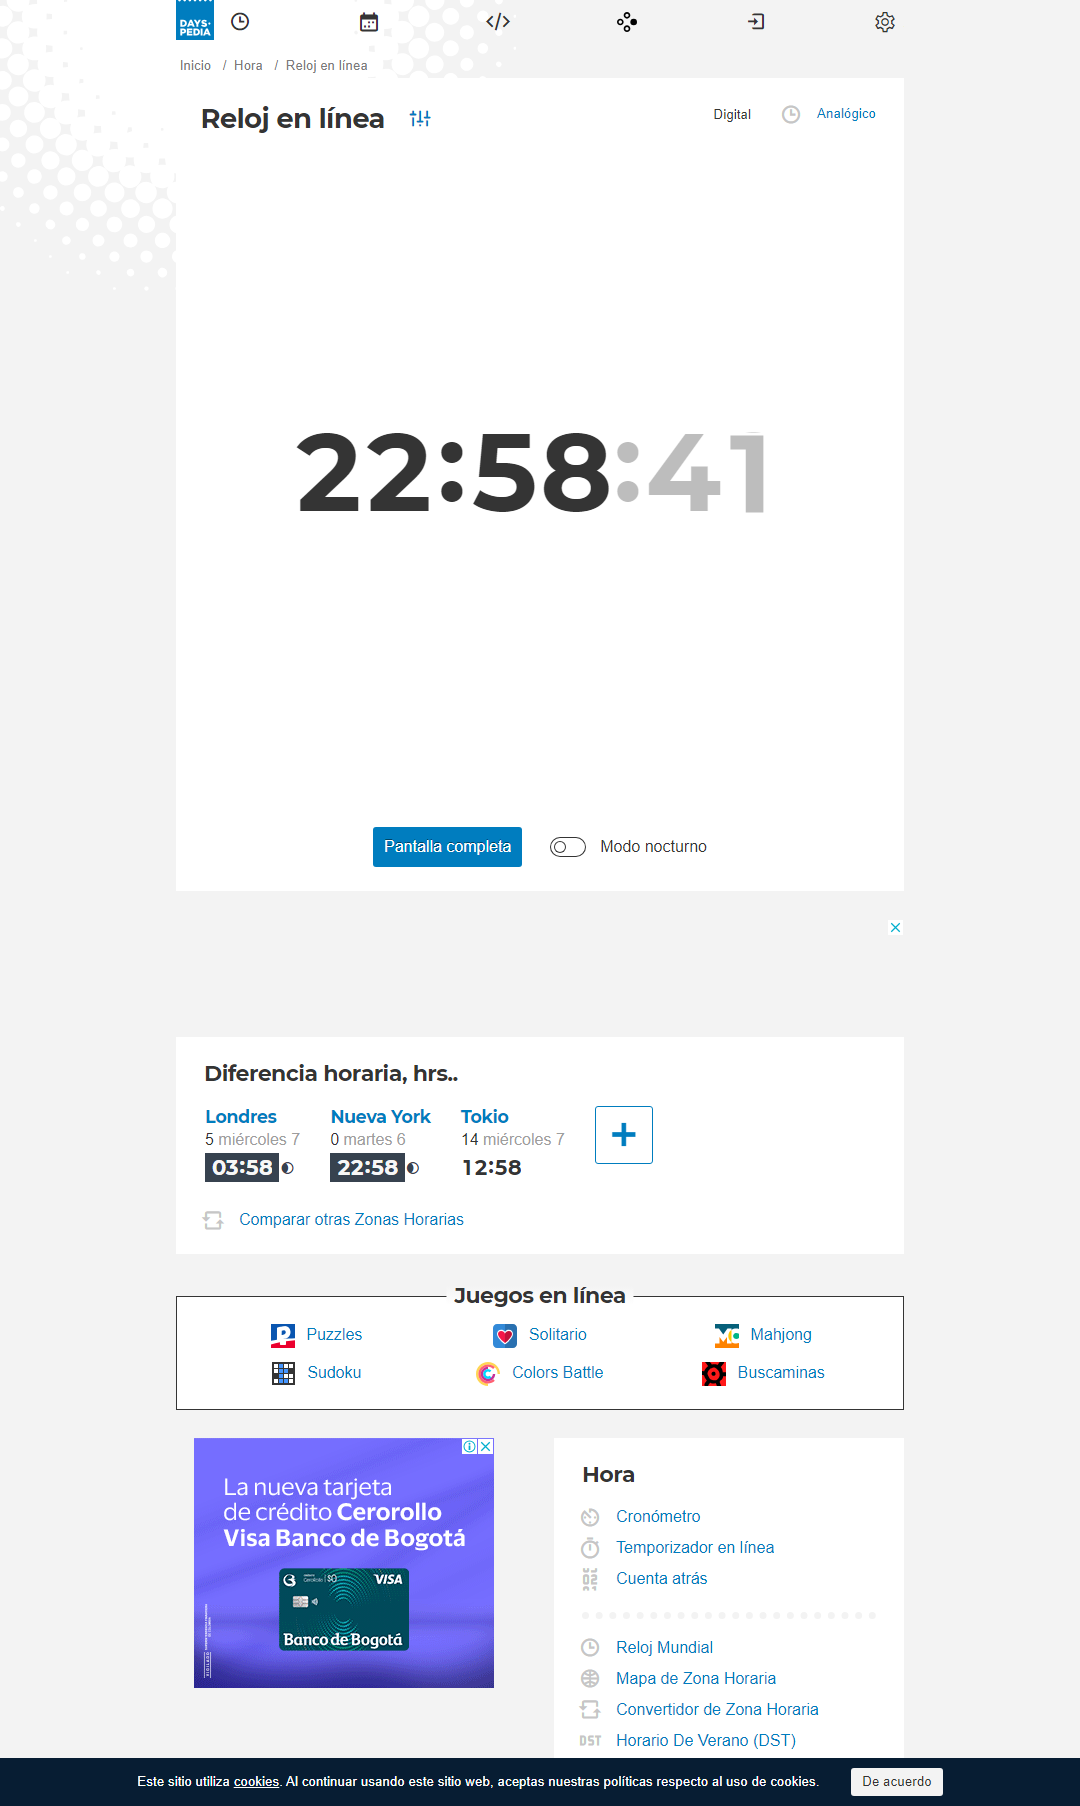 DAYS•
PEDIA
Inicio / Hora / Reloj en línea
Reloj en línea
Digital
Analógico
22:58:41
Pantalla completa
Modo nocturno
Diferencia horaria, hrs..
Londres
5 miércoles 7
03:58
Nueva York
0 martes 6
22:58
Tokio
14 miércoles 7
12:58
Comparar otras Zonas Horarias
Juegos en línea
Puzzles
Solitario
Mahjong
Sudoku
Colors Battle
Buscaminas
La nueva tarjeta
de crédito Cerorollo
Visa Banco de Bogotá
CeroRollo $0
VISA
Banco de Bogotá
Hora
Cronómetro
Temporizador en línea
Cuenta atrás
Reloj Mundial
Mapa de Zona Horaria
Convertidor de Zona Horaria
DST Horario De Verano (DST)
Este sitio utiliza cookies. Al continuar usando este sitio web, aceptas nuestras políticas respecto al uso de cookies.
De acuerdo